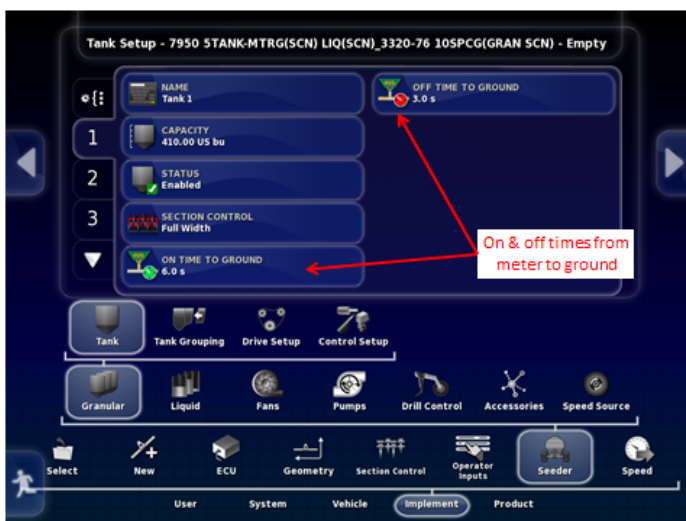 Tank Setup - 7950 5TANK-MTRG(SCN) LIQ(SCN)_3320-76 10SPCG(GRAN SCN) - Empty
NAME
Tank 1
OFF TIME TO GROUND
3.0 s
1
CAPACITY
410.00 US bu
2
STATUS
Enabled
3
SECTION CONTROL
Full Width
ON TIME TO GROUND
6.0 s
On & off times from
meter to ground
Tank Tank Grouping Drive Setup Control Setup
Granular Liquid Fans Pumps Drill Control Accessories Speed Source
Select New ECU Geometry Section Control Operator Inputs Seeder Speed
User System Vehicle Implement Product